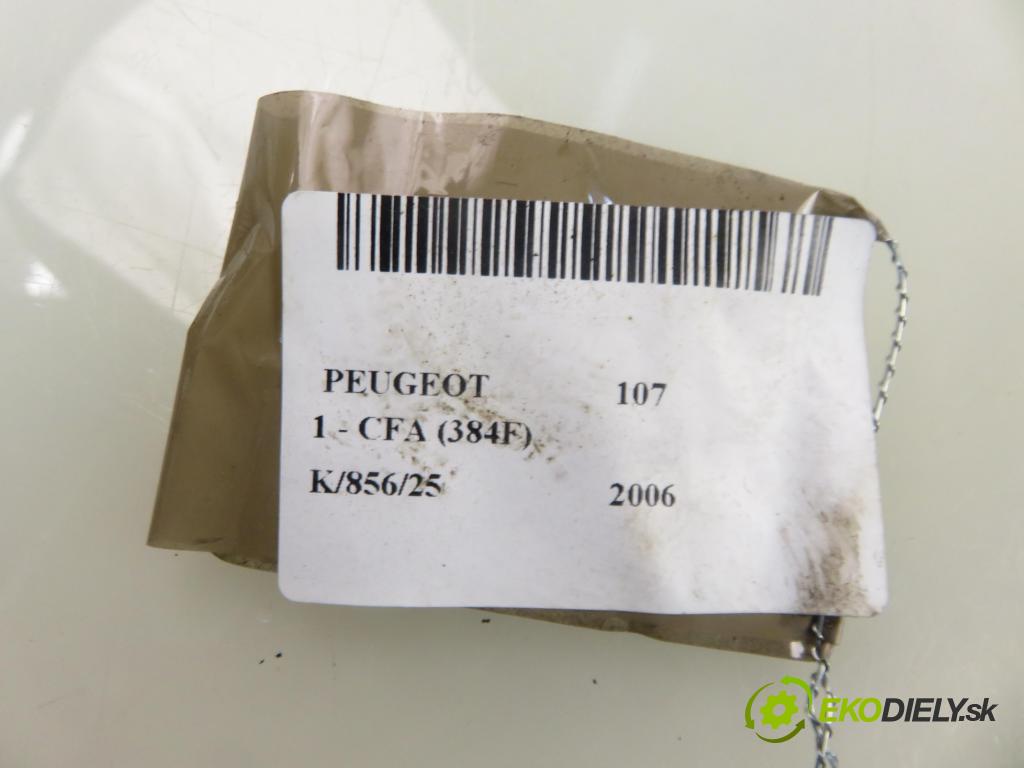 PEUGEOT 107
1 - CFA (384F)
K/856/25 2006
EKODIELY.sk